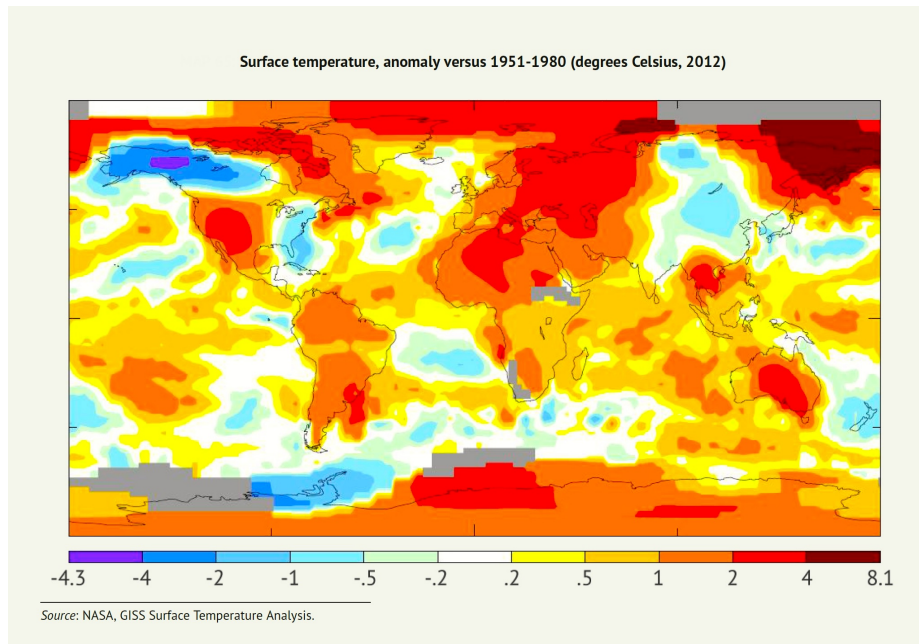 Surface temperature, anomaly versus 1951-1980 (degrees Celsius, 2012)
-4.3 -4 -2 -1 -.5 -.2 .2 .5 1 2 4 8.1
Source: NASA, GISS Surface Temperature Analysis.